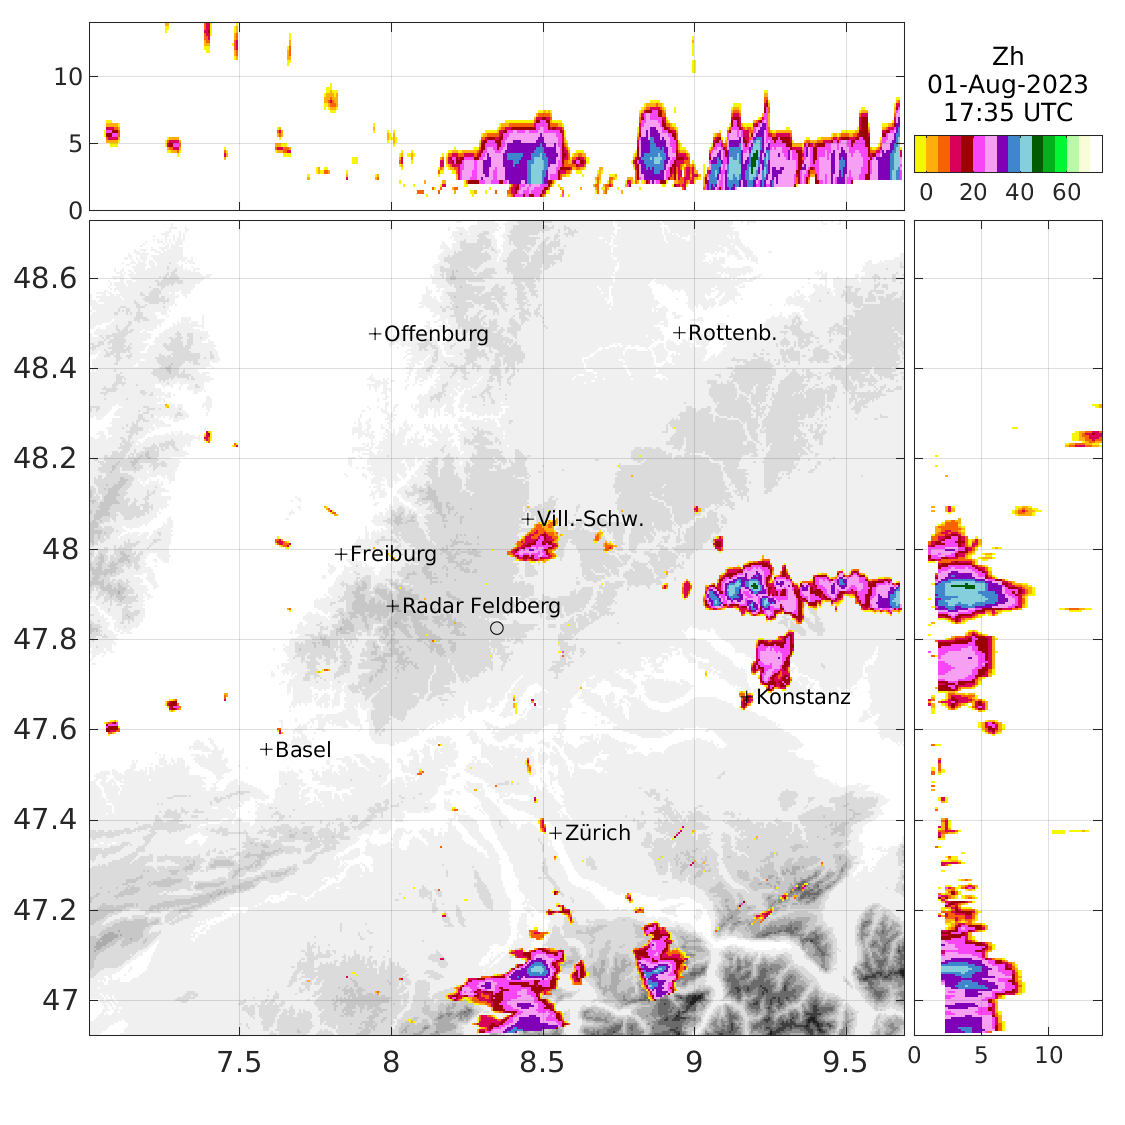 10
5
0
Zh
01-Aug-2023
17:35 UTC
0 20 40 60
48.6
48.4
48.2
48
47.8
47.6
47.4
47.2
47
+Offenburg
+Rottenb.
+Vill.-Schw.
+Freiburg
+Radar Feldberg
+Konstanz
+Basel
+Zürich
7.5 8 8.5 9 9.5
0 5 10